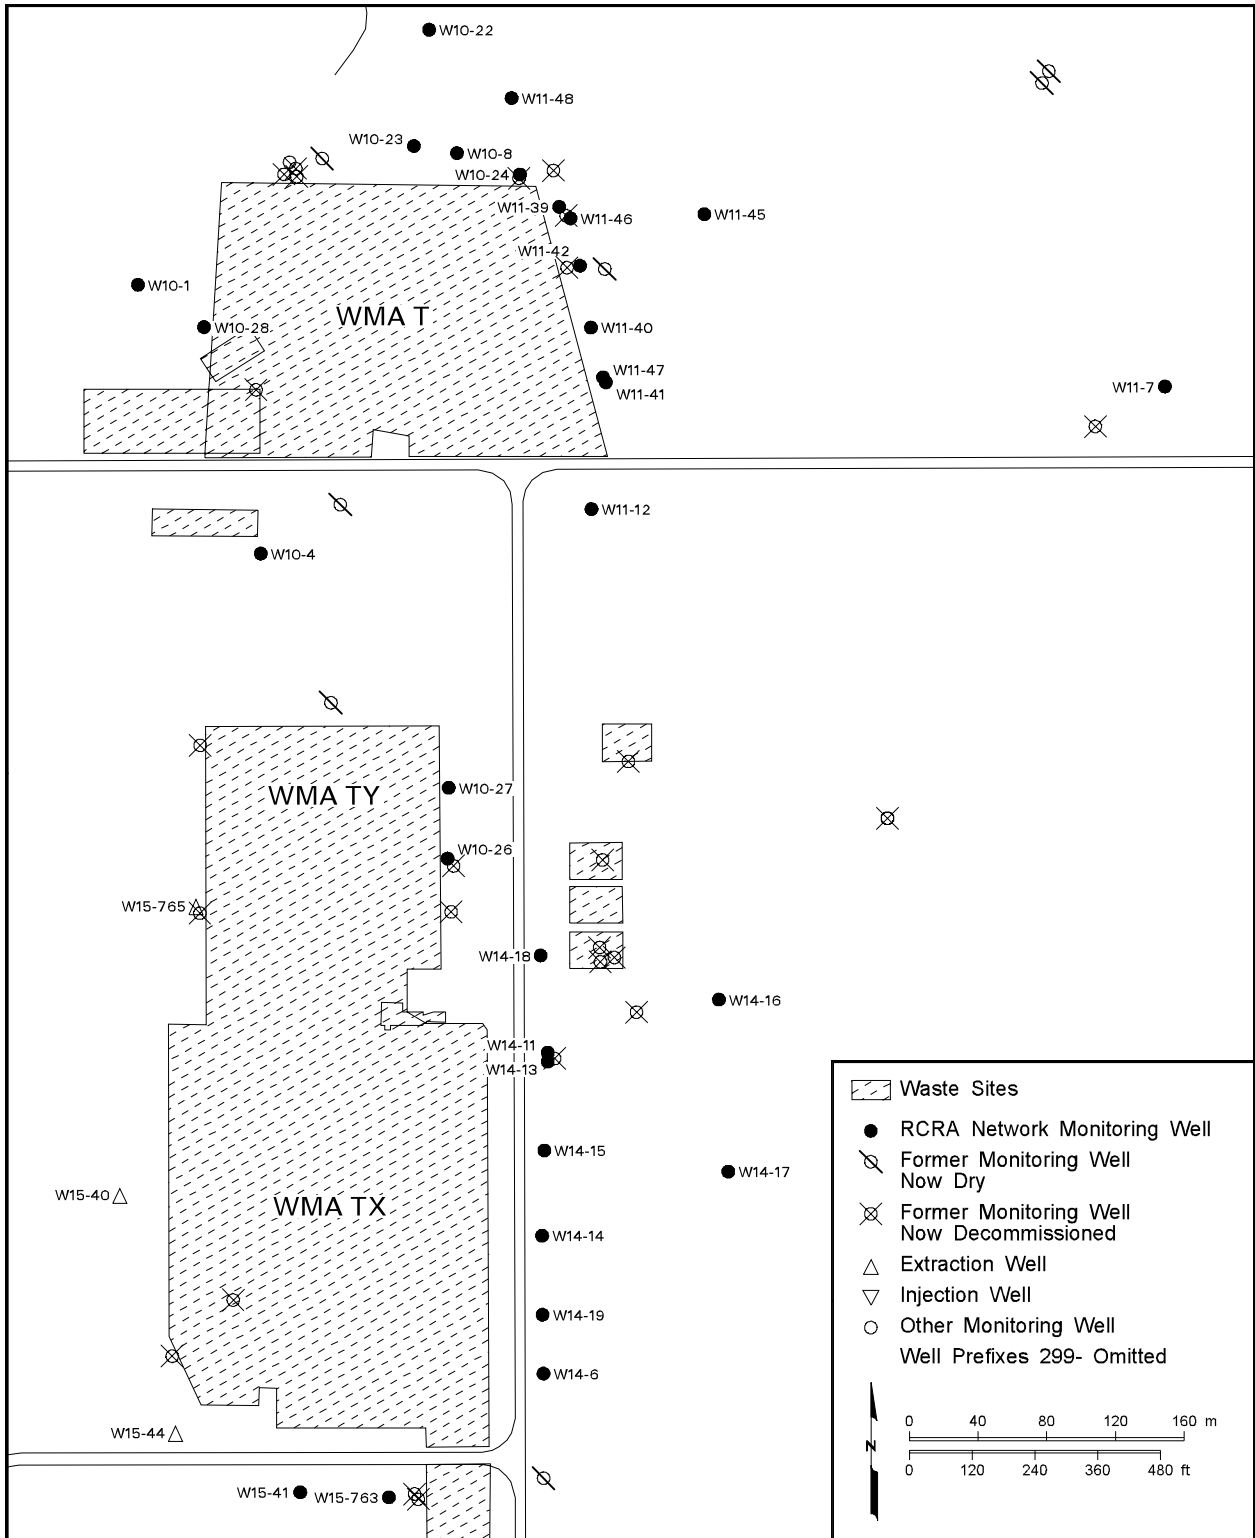 W10-22
W11-48
W10-23
W10-8
W10-24
W11-39
W11-46
W11-45
W11-42
W10-1
WMA T
W10-28
W11-40
W11-47
W11-41
W11-7
W11-12
W10-4
W10-27
WMA TY
W10-26
W15-765
W14-18
W14-16
W14-11
W14-13
W14-15
W14-17
W15-40
WMA TX
W14-14
W14-19
W14-6
W15-44
W15-41
W15-763
Waste Sites
RCRA Network Monitoring Well
Former Monitoring Well
Now Dry
Former Monitoring Well
Now Decommissioned
Extraction Well
Injection Well
Other Monitoring Well
Well Prefixes 299- Omitted
N
0 40 80 120 160 m
0 120 240 360 480 ft